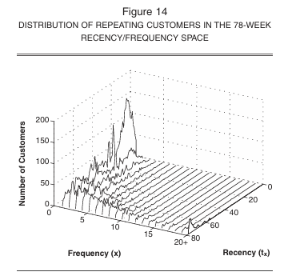 Figure 14
DISTRIBUTION OF REPEATING CUSTOMERS IN THE 78-WEEK
RECENCY/FREQUENCY SPACE
Number of Customers
200
150
100
50
0
0
5
10
15
20+
80
60
40
20
0
Frequency (x)
Recency (tₓ)